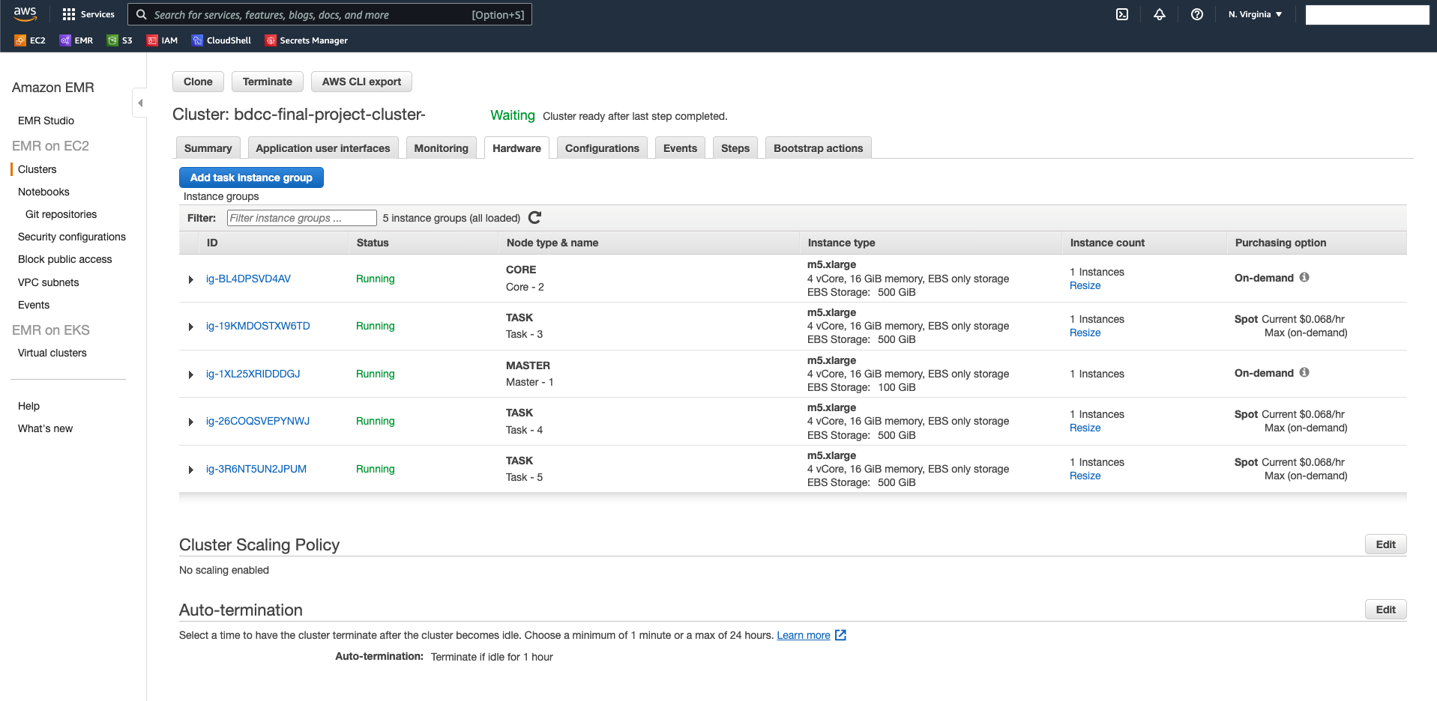 aws Services Search for services, features, blogs, docs, and more [Option+S] N. Virginia
EC2 EMR S3 IAM CloudShell Secrets Manager
Amazon EMR
EMR Studio
EMR on EC2
Clusters
Notebooks
Git repositories
Security configurations
Block public access
VPC subnets
Events
EMR on EKS
Virtual clusters
Help
What's new
Clone Terminate AWS CLI export
Cluster: bdcc-final-project-cluster- Waiting Cluster ready after last step completed.
Summary Application user interfaces Monitoring Hardware Configurations Events Steps Bootstrap actions
Add task instance group
Instance groups
Filter: Filter instance groups ... 5 instance groups (all loaded)
ID Status Node type & name Instance type Instance count Purchasing option
ig-BL4DPSVD4AV Running CORE
Core - 2
m5.xlarge
4 vCore, 16 GiB memory, EBS only storage
EBS Storage: 500 GiB
1 Instances
Resize
On-demand
ig-19KMDOSTXW6TD Running TASK
Task - 3
m5.xlarge
4 vCore, 16 GiB memory, EBS only storage
EBS Storage: 500 GiB
1 Instances
Resize
Spot Current $0.068/hr
Max (on-demand)
ig-1XL25XRIDDDGJ Running MASTER
Master - 1
m5.xlarge
4 vCore, 16 GiB memory, EBS only storage
EBS Storage: 100 GiB
1 Instances
On-demand
ig-26COQSVEPYNWJ Running TASK
Task - 4
m5.xlarge
4 vCore, 16 GiB memory, EBS only storage
EBS Storage: 500 GiB
1 Instances
Resize
Spot Current $0.068/hr
Max (on-demand)
ig-3R6NT5UN2JPUM Running TASK
Task - 5
m5.xlarge
4 vCore, 16 GiB memory, EBS only storage
EBS Storage: 500 GiB
1 Instances
Resize
Spot Current $0.068/hr
Max (on-demand)
Cluster Scaling Policy Edit
No scaling enabled
Auto-termination Edit
Select a time to have the cluster terminate after the cluster becomes idle. Choose a minimum of 1 minute or a max of 24 hours. Learn more
Auto-termination: Terminate if idle for 1 hour